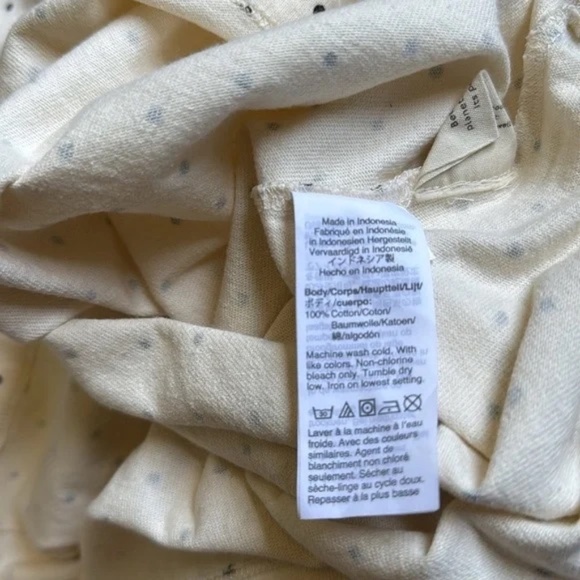 Made in Indonesia
Fabriqué en Indonésie
in Indonesien Hergestelt
Vervaardigd in Indonesië
インドネシア製
Hecho en Indonesia
Body/Corps/Hauptteil/Lijf/
ボディ/cuerpo:
100% Cotton/Coton/
Baumwolle/Katoen/
綿/algodón
Machine wash cold. With
like colors. Non-chlorine
bleach only. Tumble dry
low. Iron on lowest setting.
30
Laver à la machine à l'eau
froide. Avec des couleurs
similaires. Agent de
blanchiment non chloré
seulement. Sécher au
sèche-linge au cycle doux.
Repasser à la plus basse
planet
its